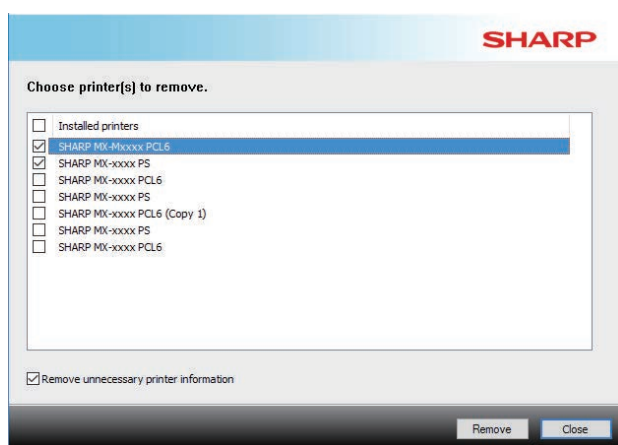 SHARP
Choose printer(s) to remove.
Installed printers
SHARP MX-Mxxxx PCL6
SHARP MX-xxxx PS
SHARP MX-xxxx PCL6
SHARP MX-xxxx PS
SHARP MX-xxxx PCL6 (Copy 1)
SHARP MX-xxxx PS
SHARP MX-xxxx PCL6
Remove unnecessary printer information
Remove Close